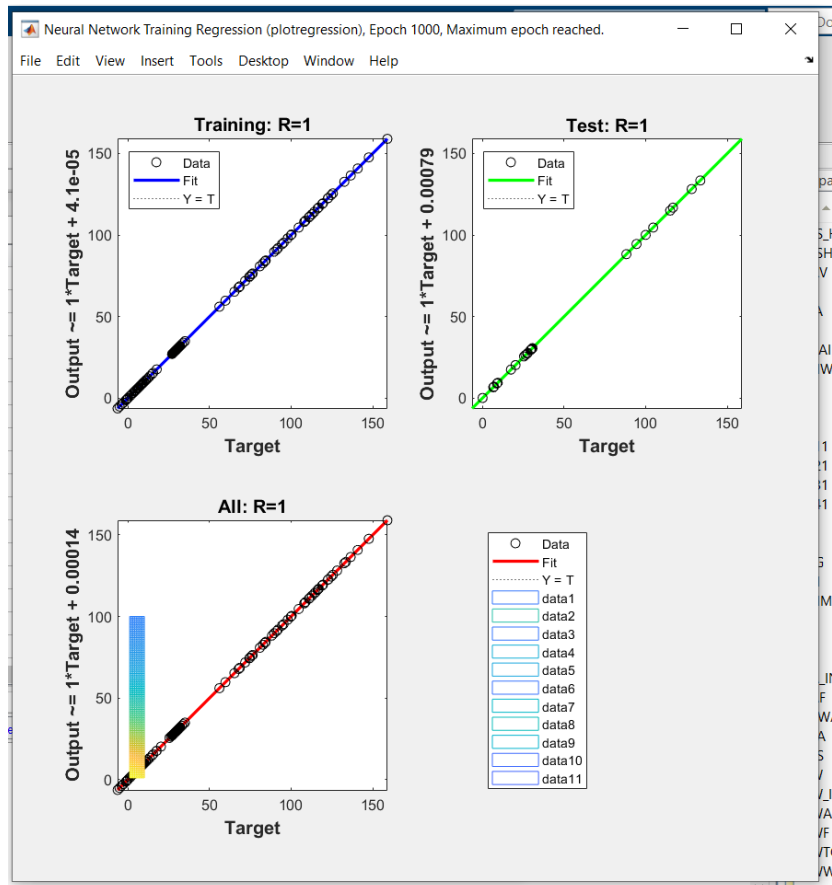 Neural Network Training Regression (plotregression), Epoch 1000, Maximum epoch reached.
File Edit View Insert Tools Desktop Window Help
Training: R=1
Output ~= 1*Target + 4.1e-05
150
100
50
0
Data
Fit
Y = T
0 50 100 150
Target
Test: R=1
Output ~= 1*Target + 0.00079
150
100
50
0
Data
Fit
Y = T
0 50 100 150
Target
All: R=1
Output ~= 1*Target + 0.00014
150
100
50
0
0 50 100 150
Target
Data
Fit
Y = T
data1
data2
data3
data4
data5
data6
data7
data8
data9
data10
data11